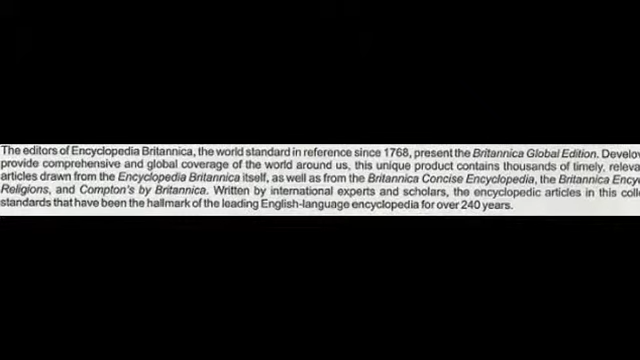 The editors of Encyclopedia Britannica, the world standard in reference since 1768, present the Britannica Global Edition.
provide comprehensive and global coverage of the world around us, this unique product contains thousands of timely,
articles drawn from the Encyclopedia Britannica itself, as well as from the Britannica Concise Encyclopedia, the Britannica
Religions, and Compton's by Britannica. Written by international experts and scholars, the encyclopedic articles in this
standards that have been the hallmark of the leading English-language encyclopedia for over 240 years.